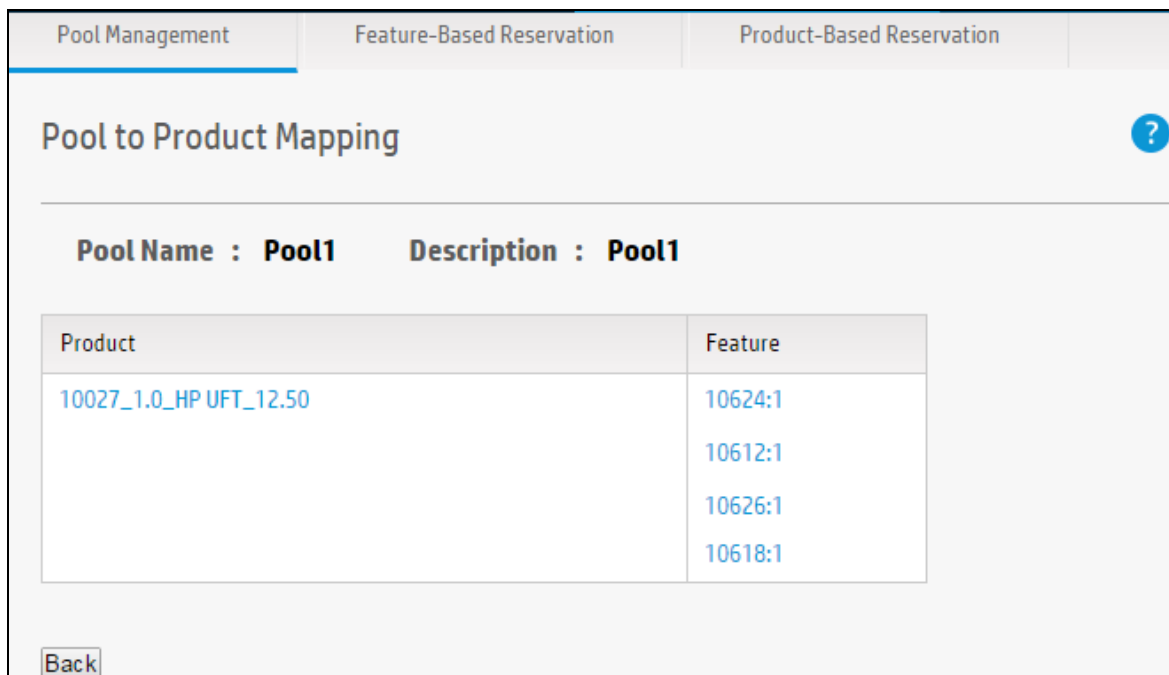 Pool Management Feature-Based Reservation Product-Based Reservation
Pool to Product Mapping ?
Pool Name : Pool1 Description : Pool1
Product Feature
10027_1.0_HP UFT_12.50 10624:1
10612:1
10626:1
10618:1
Back